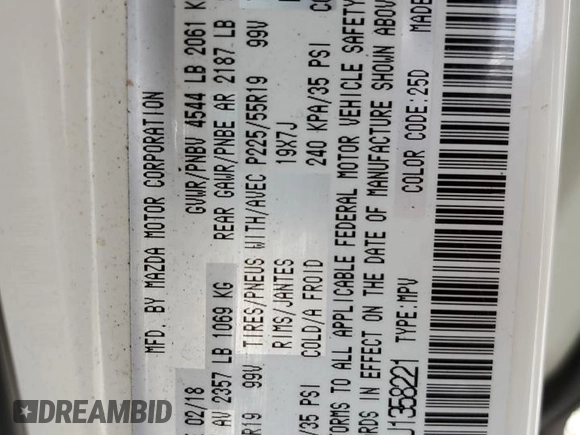 MFD. BY MAZDA MOTOR CORPORATION
02/18 GVWR/PNBV 4544 LB 2061 K
AV 2357 LB 1069 KG REAR GAWR/PNBE AR 2187 LB
R19 99V TIRES/PNEUS WITH/AVEC P225/55R19 99V
RIMS/JANTES 19X7J
/35 PSI COLD/A FROID 240 KPA/35 PSI
FORMS TO ALL APPLICABLE FEDERAL MOTOR VEHICLE SAFETY
ARDS IN EFFECT ON THE DATE OF MANUFACTURE SHOWN ABOV
J1358221 TYPE:MPV COLOR CODE:25D MADE
DREAMBID